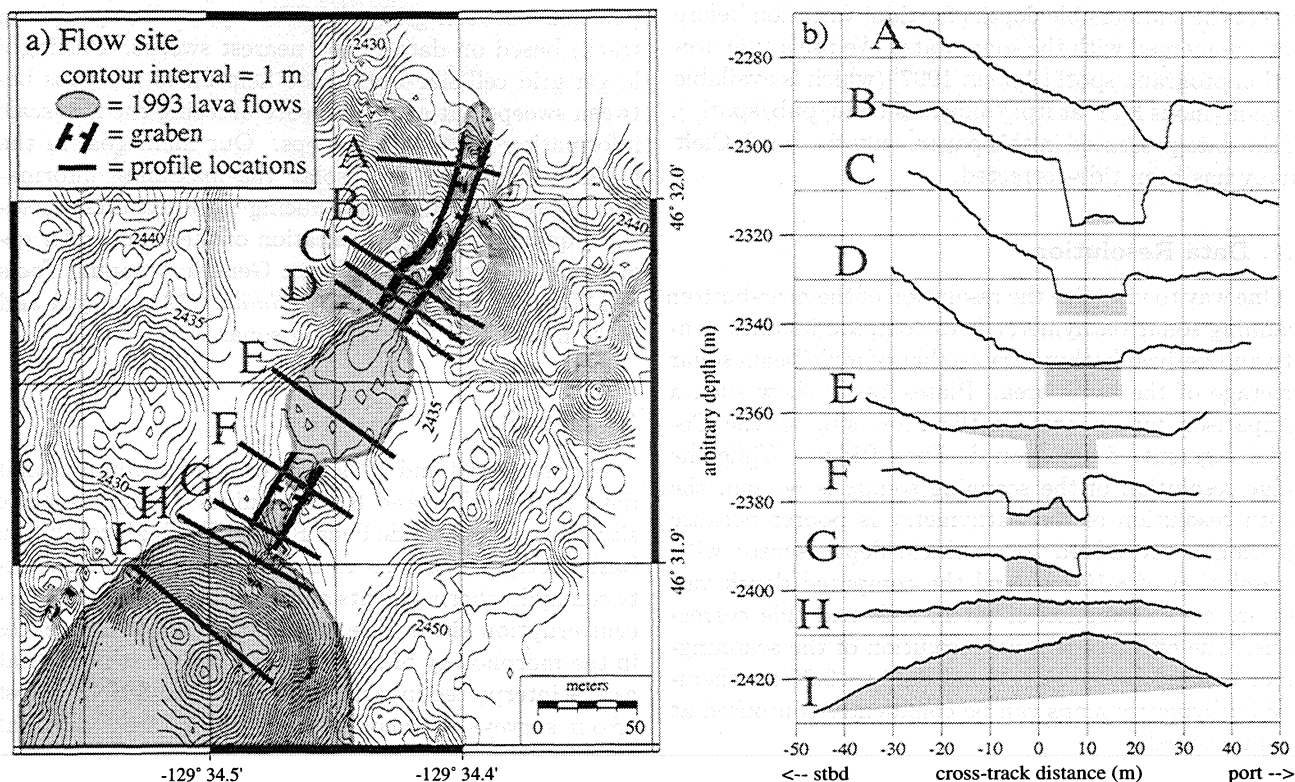 a) Flow site
contour interval = 1 m
= 1993 lava flows
= graben
= profile locations
2430
2440
2440
2435
2435
2430
2450
A
B
C
D
E
F
G
H
I
46° 32.0'
46° 31.9'
-129° 34.5'
-129° 34.4'
meters
0 50
b)
A
B
C
D
E
F
G
H
I
arbitrary depth (m)
-2280
-2300
-2320
-2340
-2360
-2380
-2400
-2420
-50 -40 -30 -20 -10 0 10 20 30 40 50
<-- stbd cross-track distance (m) port -->